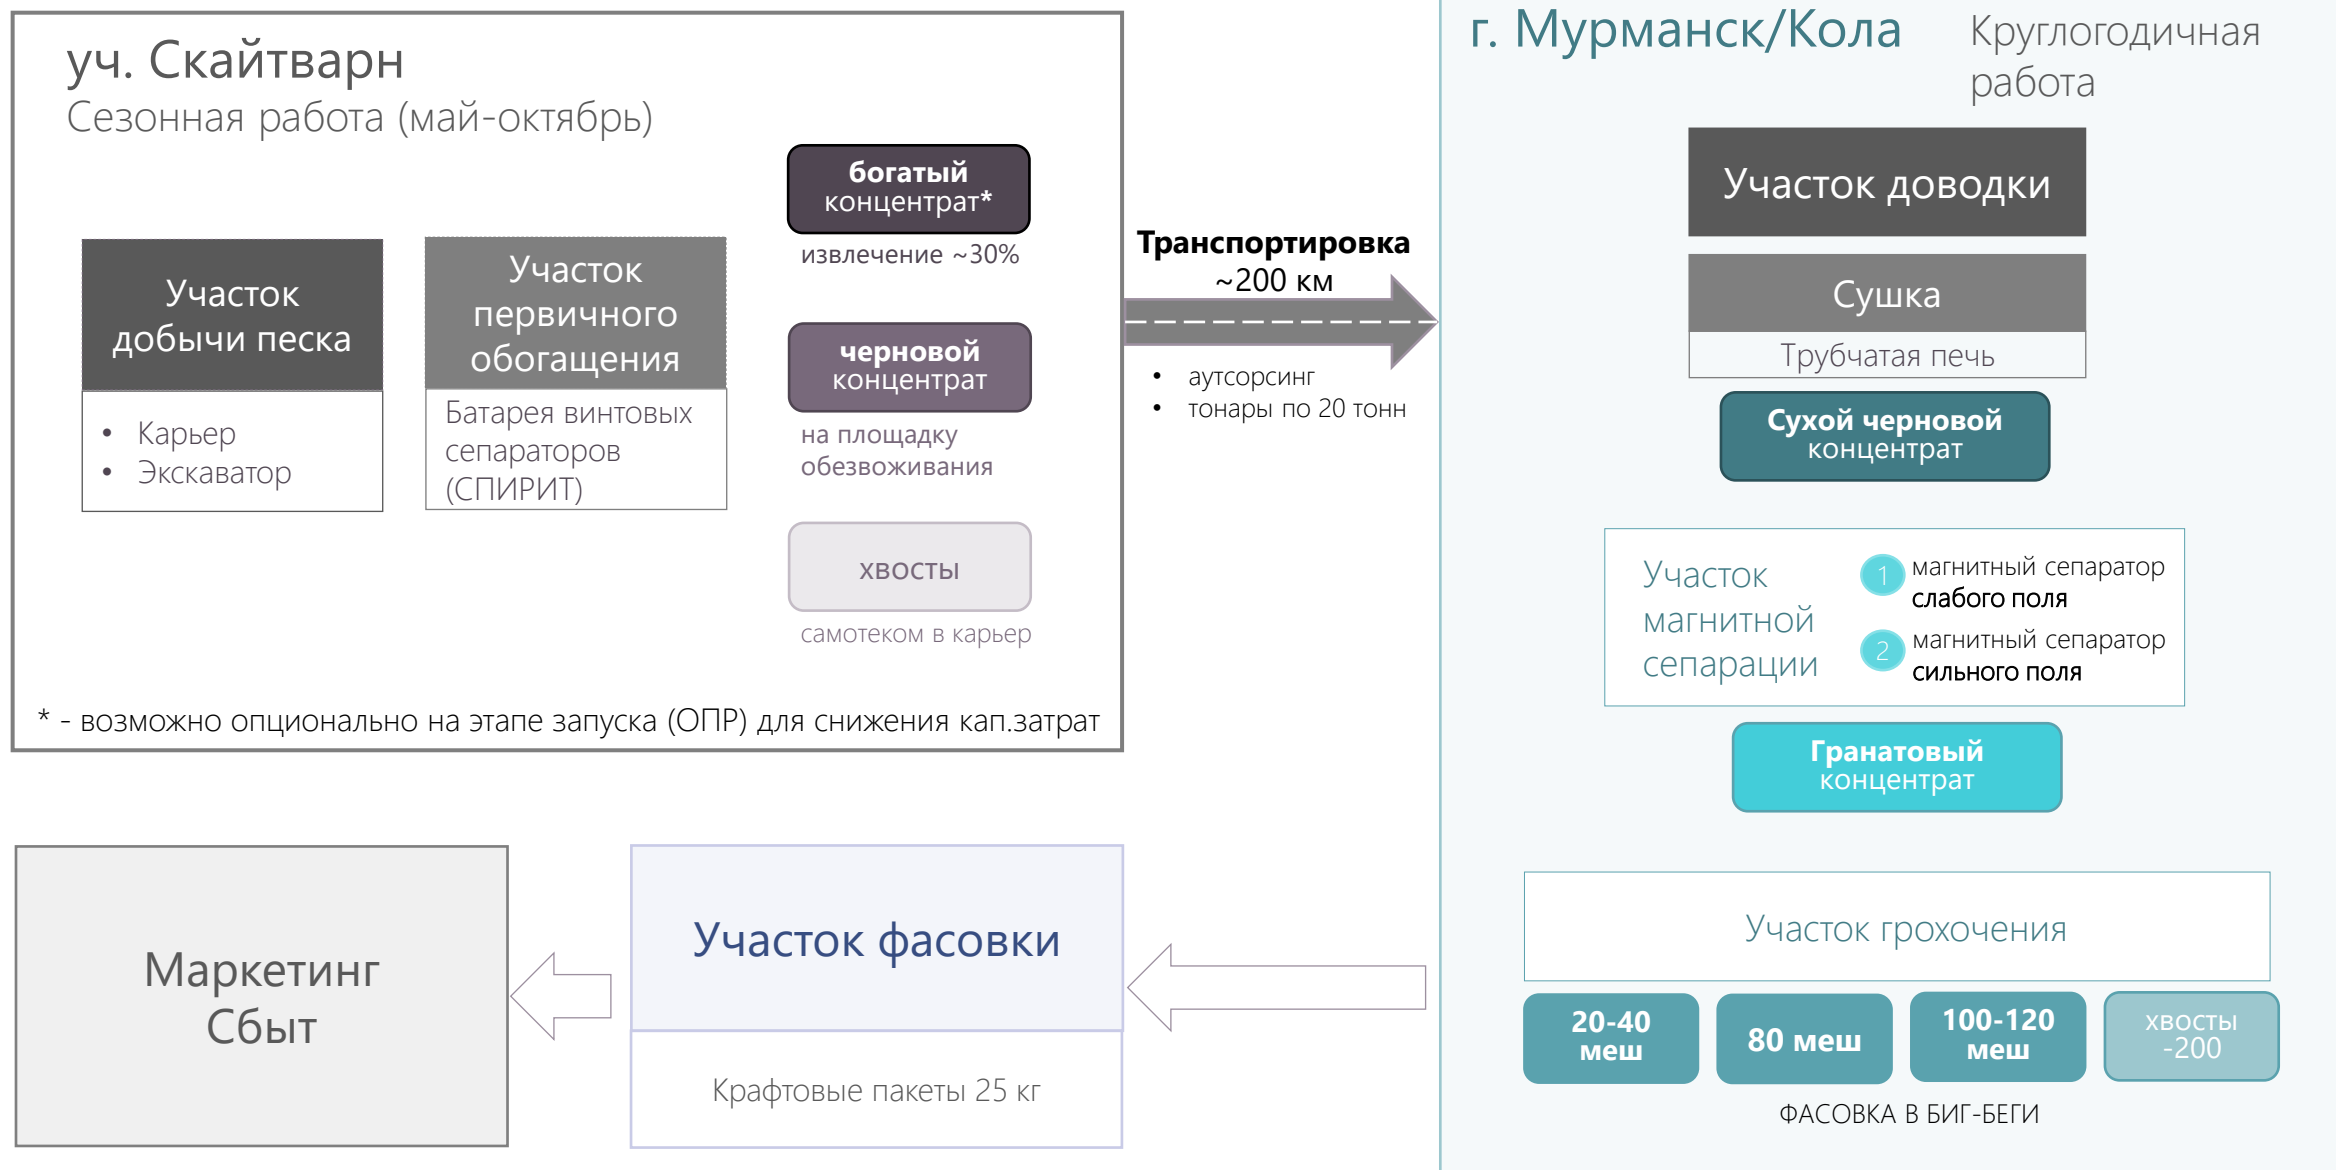 уч. Скайтварн
Сезонная работа (май-октябрь)
Участок
добычи песка
• Карьер
• Экскаватор
Участок
первичного
обогащения
Батарея винтовых
сепараторов
(СПИРИТ)
богатый
концентрат*
извлечение ~30%
черновой
концентрат
на площадку
обезвоживания
хвосты
самотеком в карьер
* - возможно опционально на этапе запуска (ОПР) для снижения кап.затрат
Транспортировка
~200 км
• аутсорсинг
• тонары по 20 тонн
г. Мурманск/Кола
Круглогодичная
работа
Участок доводки
Сушка
Трубчатая печь
Сухой черновой
концентрат
Участок
магнитной
сепарации
1 магнитный сепаратор
слабого поля
2 магнитный сепаратор
сильного поля
Гранатовый
концентрат
Участок грохочения
20-40
меш
80 меш
100-120
меш
хвосты
-200
ФАСОВКА В БИГ-БЕГИ
Участок фасовки
Крафтовые пакеты 25 кг
Маркетинг
Сбыт